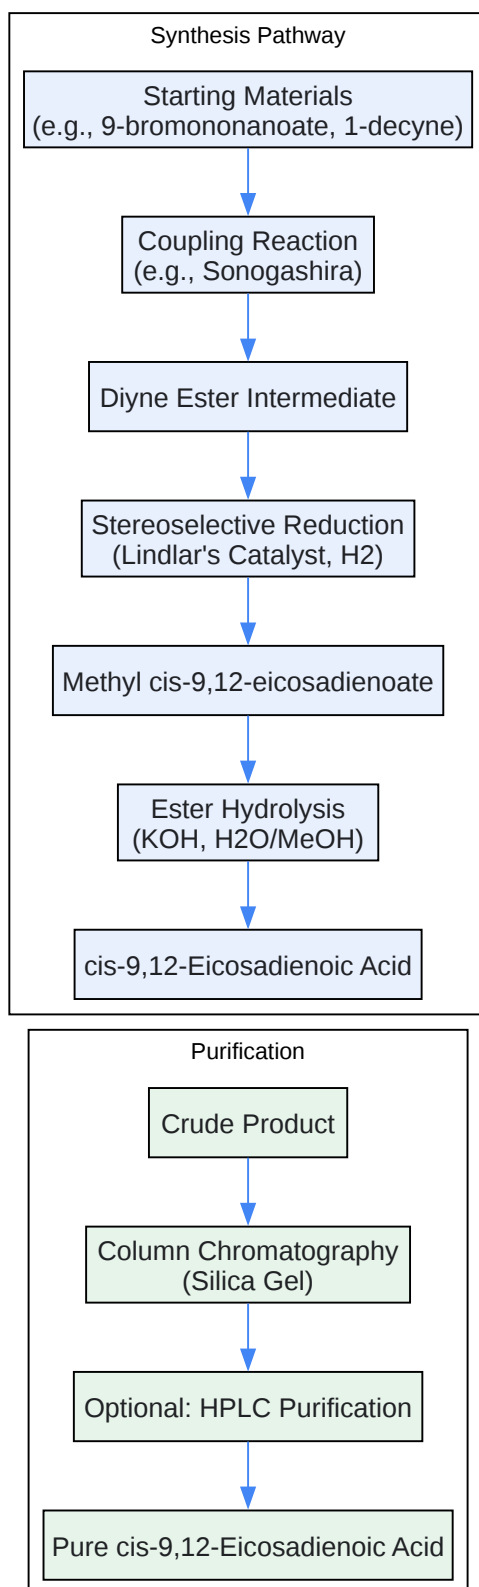 Synthesis Pathway
Starting Materials
(e.g., 9-bromononanoate, 1-decyne)
Coupling Reaction
(e.g., Sonogashira)
Diyne Ester Intermediate
Stereoselective Reduction
(Lindlar's Catalyst, H2)
Methyl cis-9,12-eicosadienoate
Ester Hydrolysis
(KOH, H2O/MeOH)
cis-9,12-Eicosadienoic Acid
Purification
Crude Product
Column Chromatography
(Silica Gel)
Optional: HPLC Purification
Pure cis-9,12-Eicosadienoic Acid